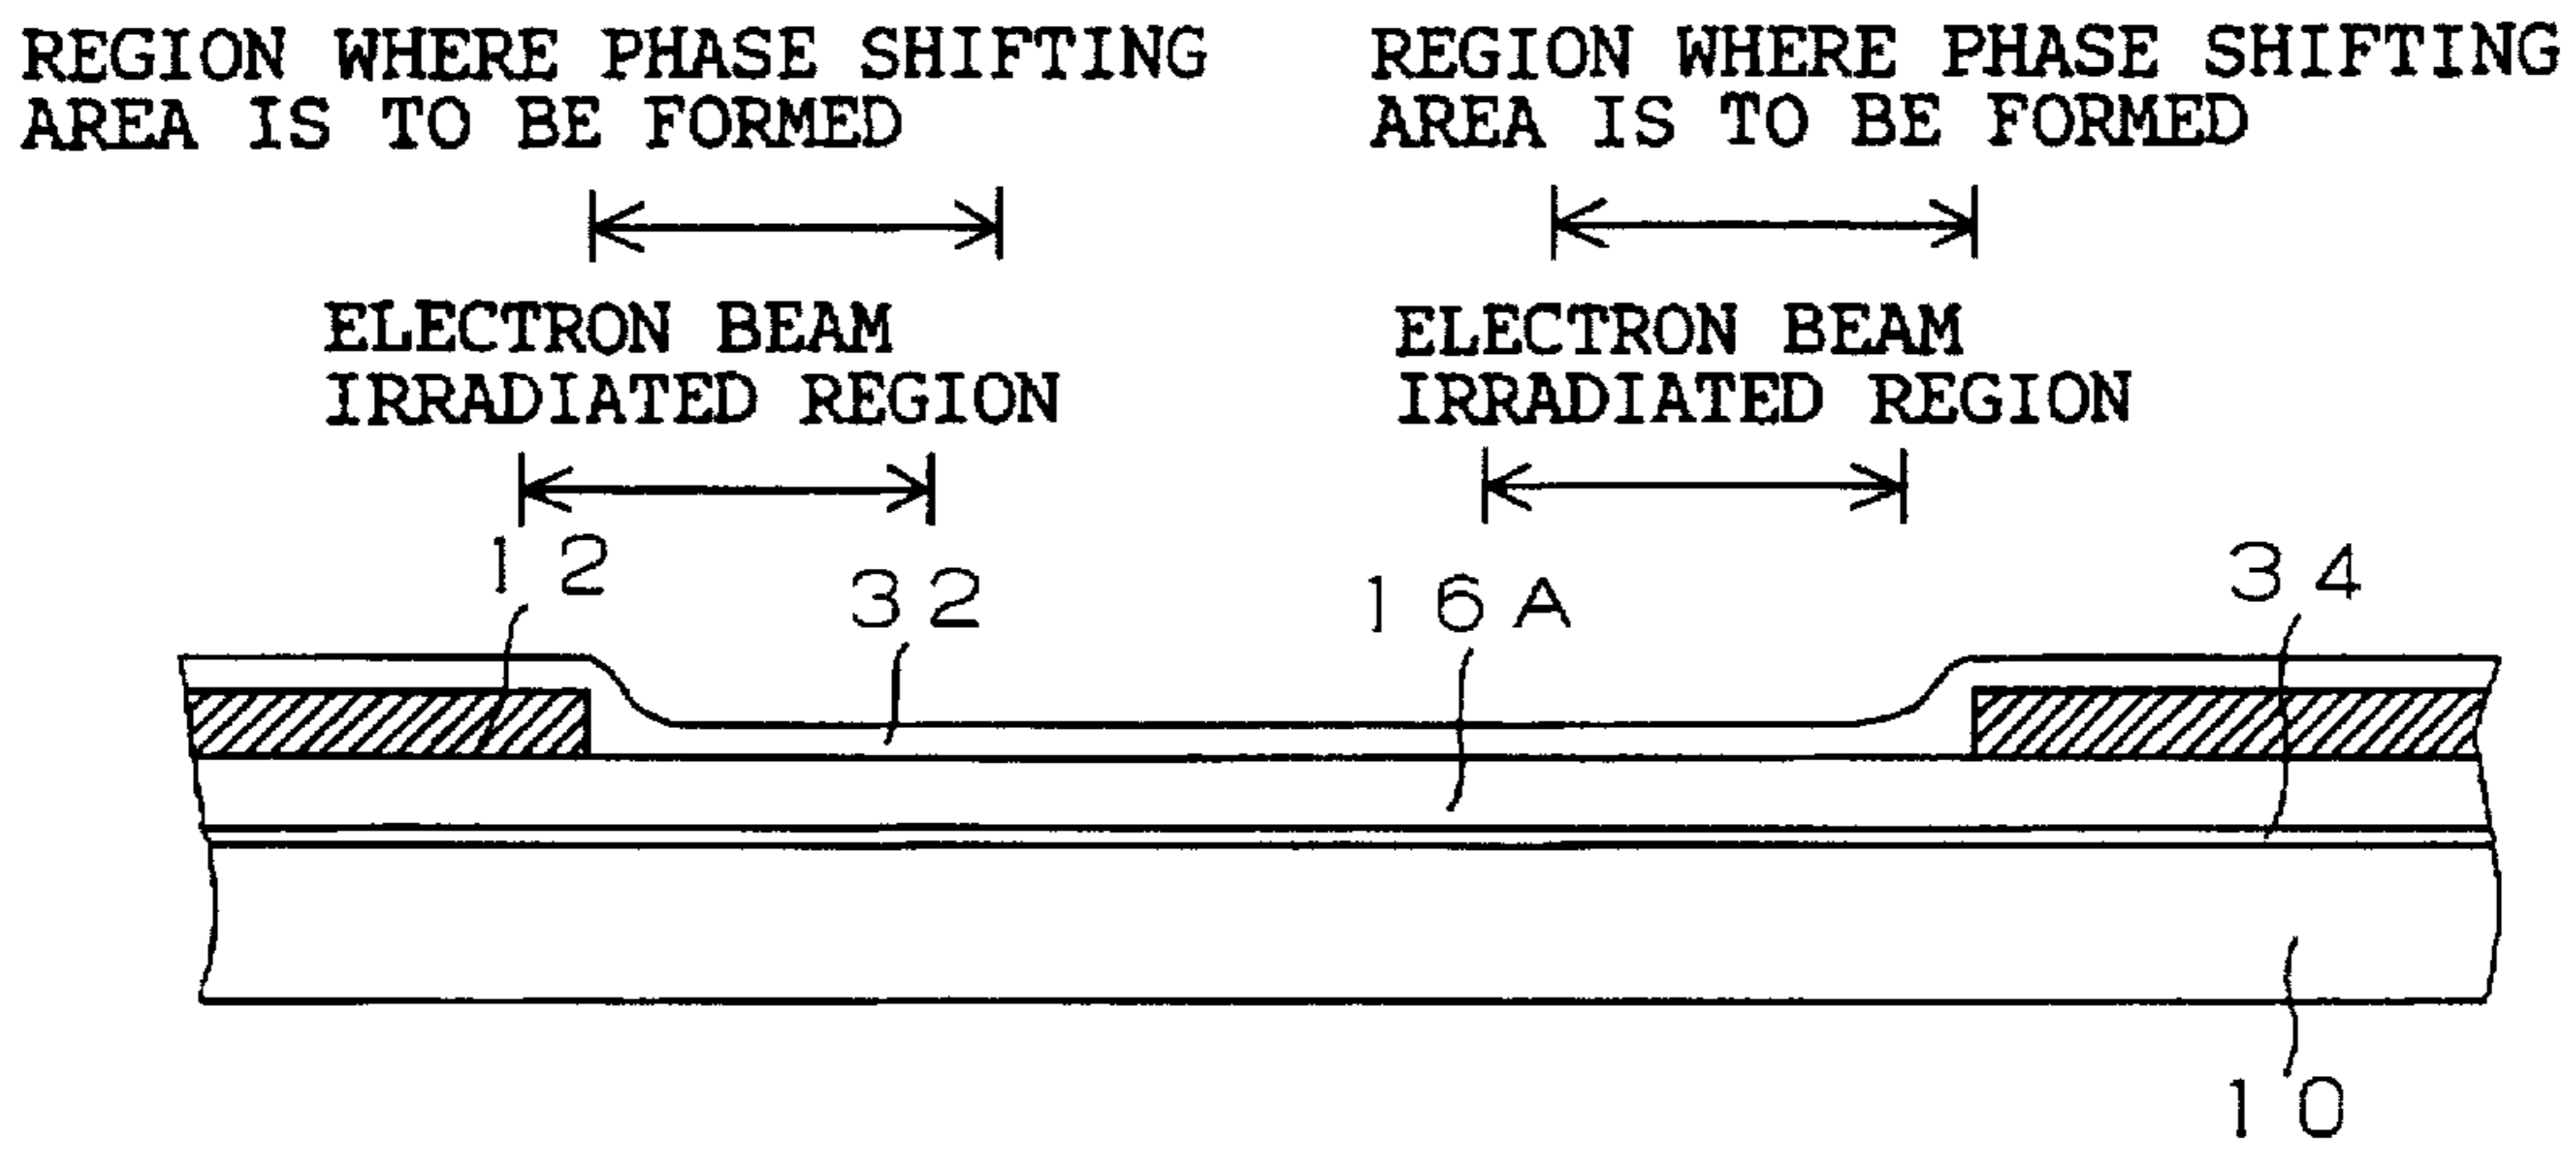 REGION WHERE PHASE SHIFTING
AREA IS TO BE FORMED
REGION WHERE PHASE SHIFTING
AREA IS TO BE FORMED
ELECTRON BEAM
IRRADIATED REGION
ELECTRON BEAM
IRRADIATED REGION
12
32
16A
34
10